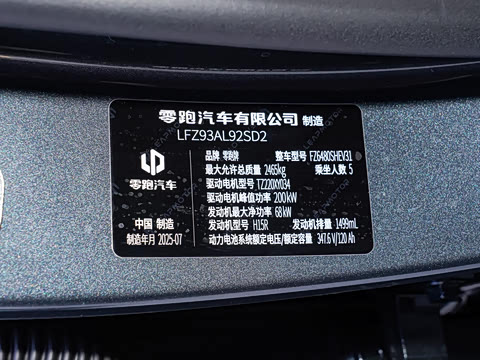 零跑汽车有限公司 制造
LFZ93AL92SD2
品牌 零跑牌 整车型号 FZ6480SHEV31
最大允许总质量 2465kg 乘坐人数 5
驱动电机型号 TZ220XY034
驱动电机峰值功率 200kW
发动机最大净功率 68kW
发动机型号 H15R 发动机排量 1499mL
动力电池系统额定电压/额定容量 347.6 V/120 Ah
零跑汽车
中国 制造
制造年月 2025-07